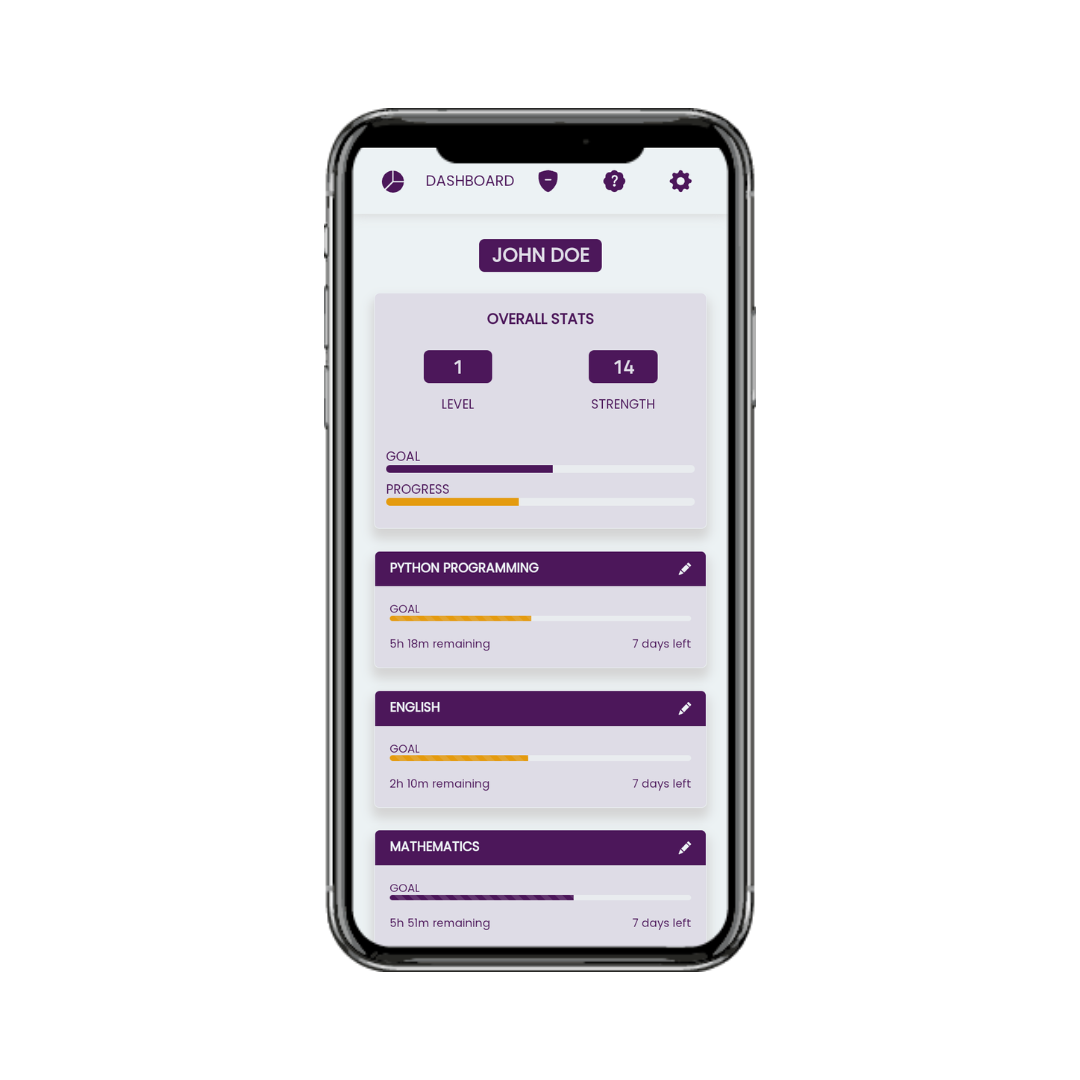 DASHBOARD
?
JOHN DOE
OVERALL STATS
1 14
LEVEL STRENGTH
GOAL
PROGRESS
PYTHON PROGRAMMING
GOAL
5h 18m remaining 7 days left
ENGLISH
GOAL
2h 10m remaining 7 days left
MATHEMATICS
GOAL
5h 51m remaining 7 days left